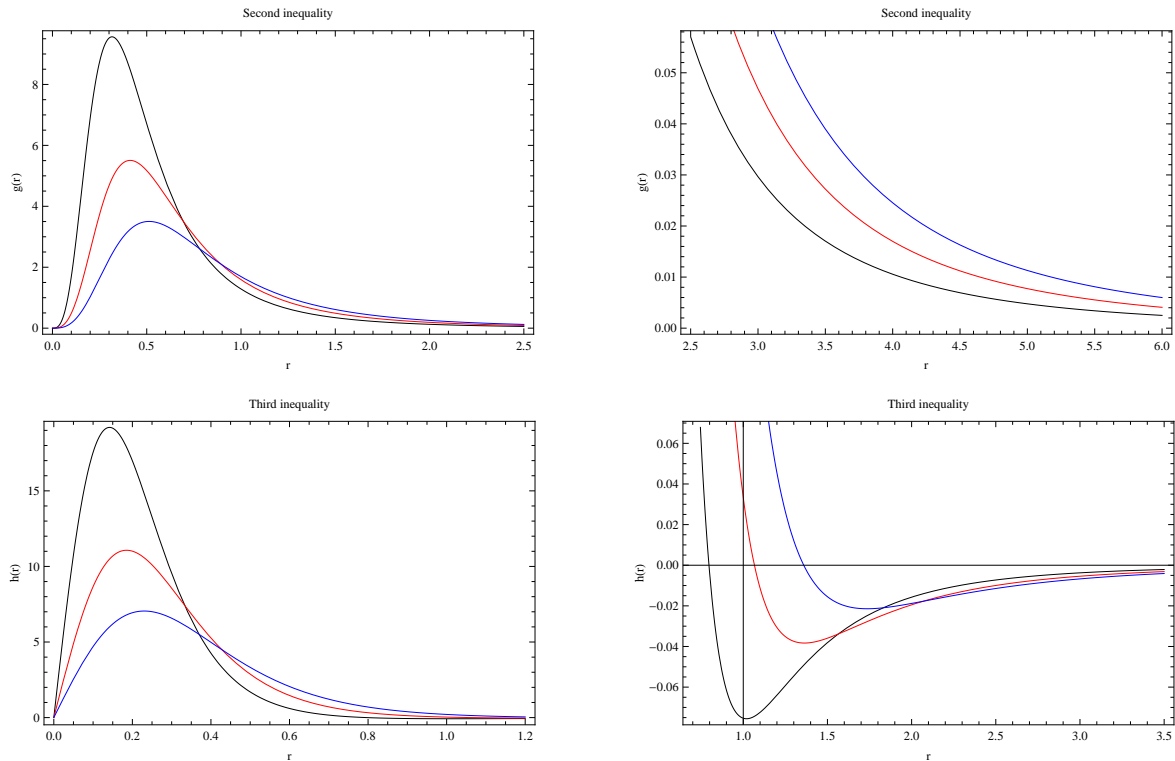 Second inequality
g(r)
8
6
4
2
0
0.0 0.5 1.0 1.5 2.0 2.5
r
Second inequality
g(r)
0.05
0.04
0.03
0.02
0.01
0.00
2.5 3.0 3.5 4.0 4.5 5.0 5.5 6.0
r
Third inequality
h(r)
15
10
5
0
0.0 0.2 0.4 0.6 0.8 1.0 1.2
r
Third inequality
h(r)
0.06
0.04
0.02
0.00
-0.02
-0.04
-0.06
1.0 1.5 2.0 2.5 3.0 3.5
r